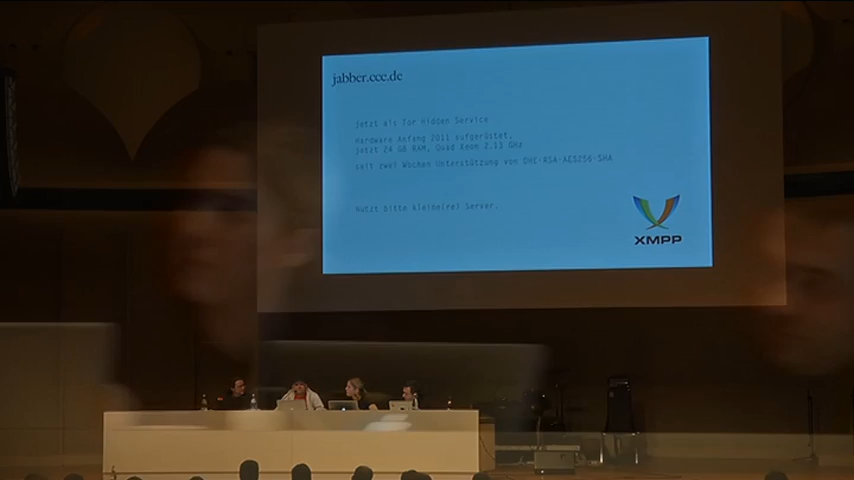 jabber.ccc.de
jetzt als Tor Hidden Service
Hardware Anfang 2011 aufgerüstet,
jetzt 24 GB RAM, Quad Xeon 2.13 GHz
seit zwei Wochen Unterstützung von DHE-RSA-AES256-SHA
Nutzt bitte kleine(re) Server.
XMPP